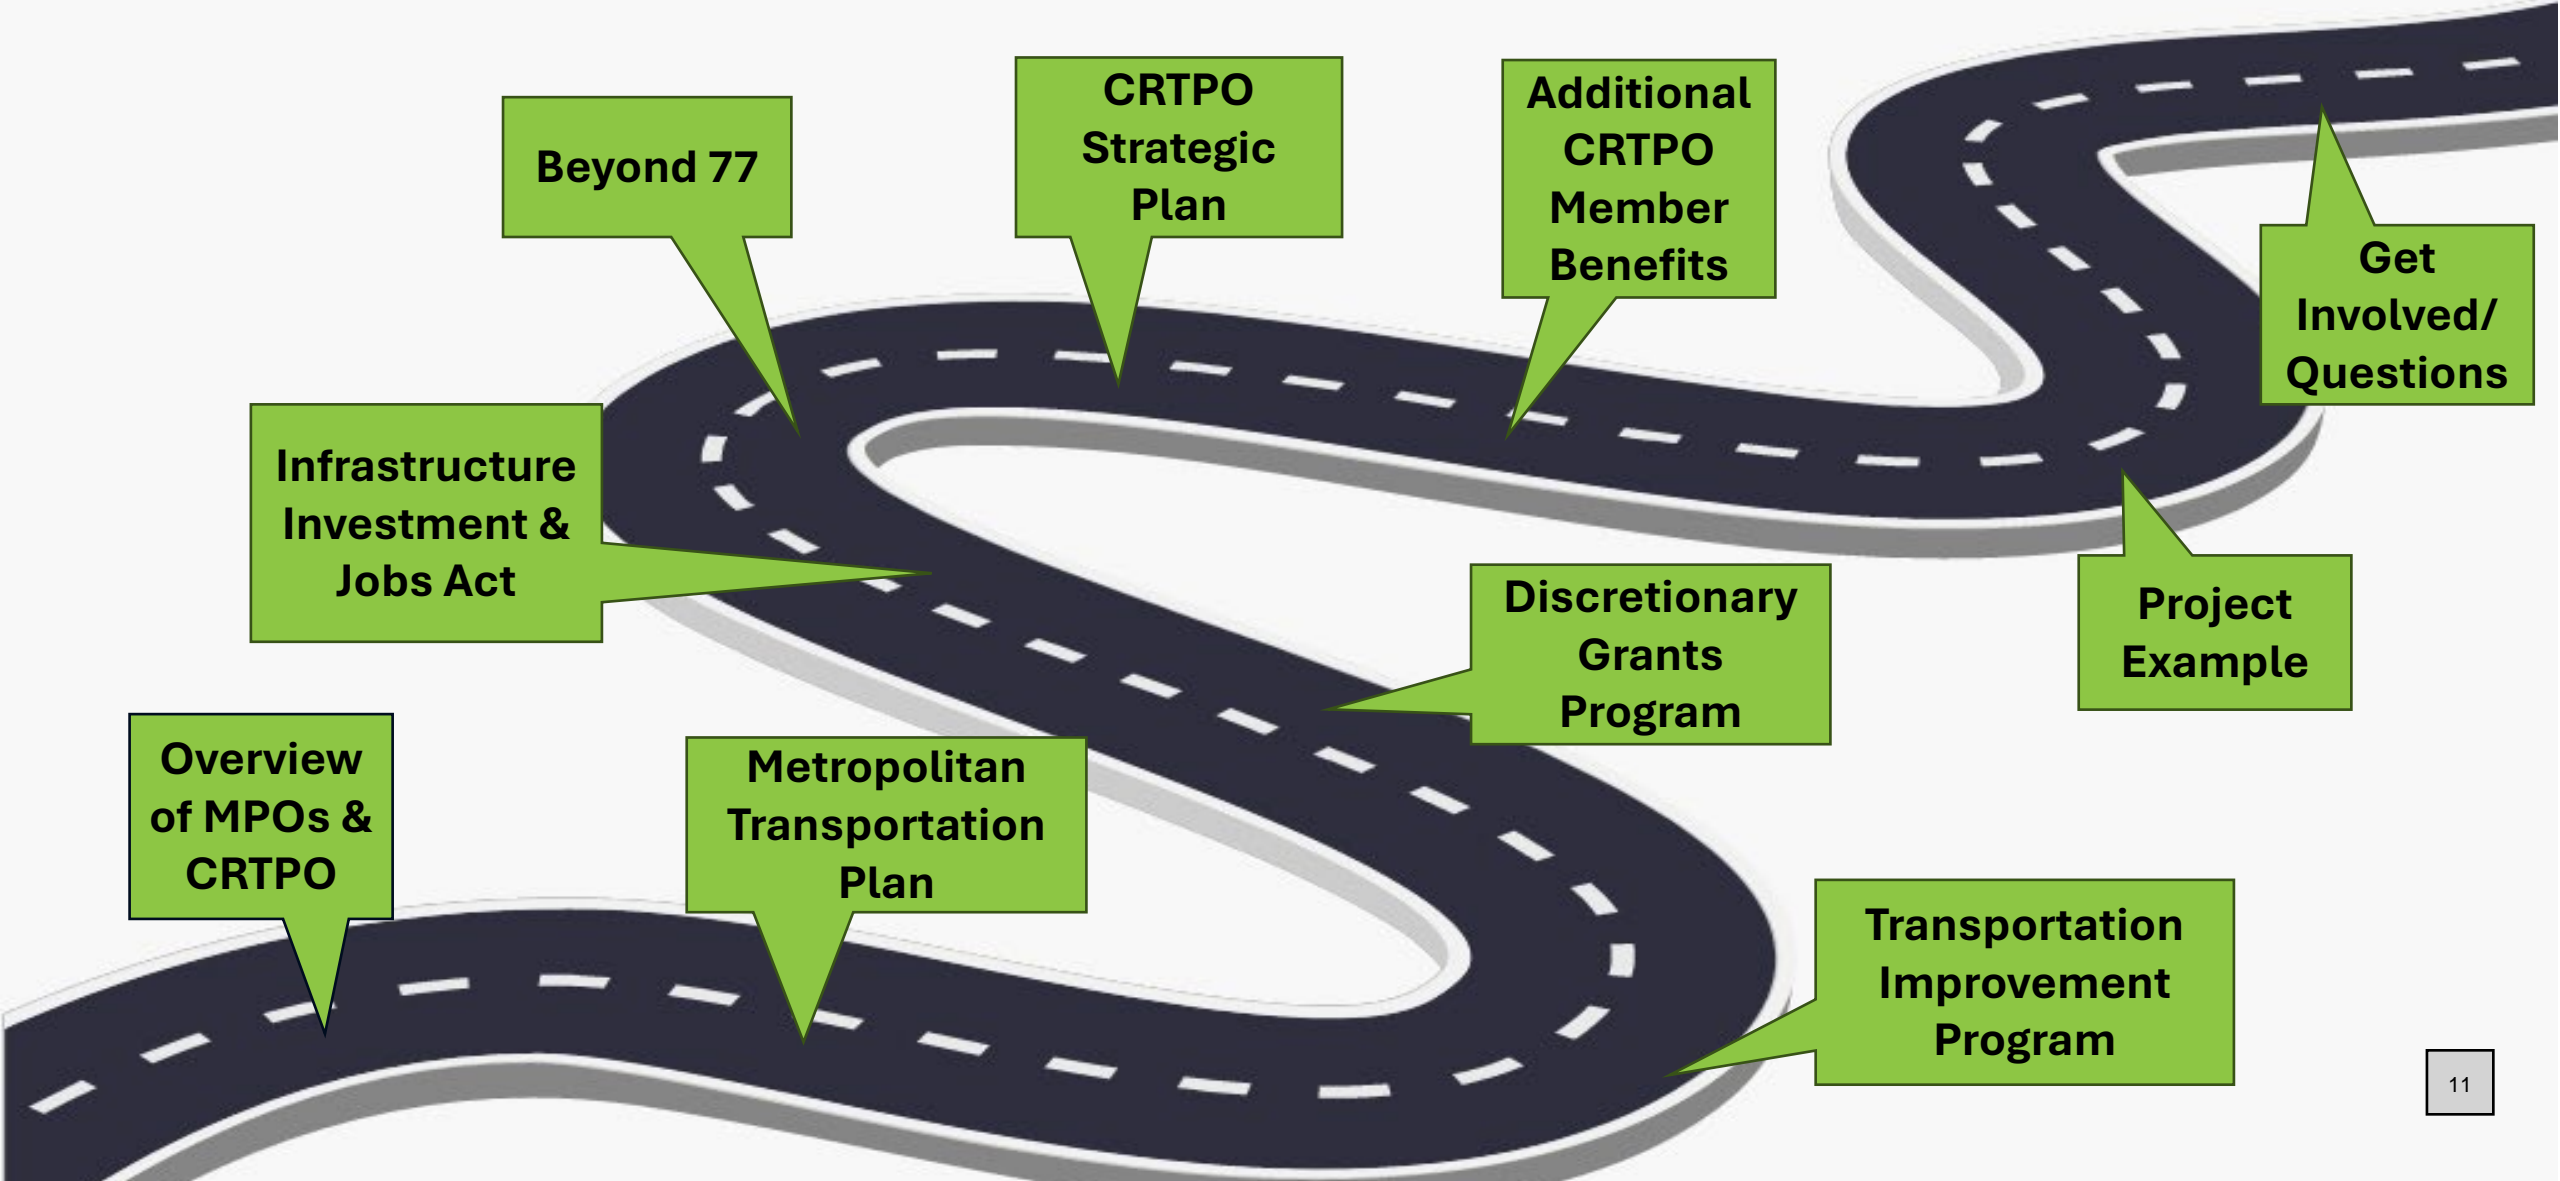 Beyond 77
CRTPO
Strategic
Plan
Additional
CRTPO
Member
Benefits
Get
Involved/
Questions
Infrastructure
Investment &
Jobs Act
Discretionary
Grants
Program
Project
Example
Overview
of MPOs &
CRTPO
Metropolitan
Transportation
Plan
Transportation
Improvement
Program
11